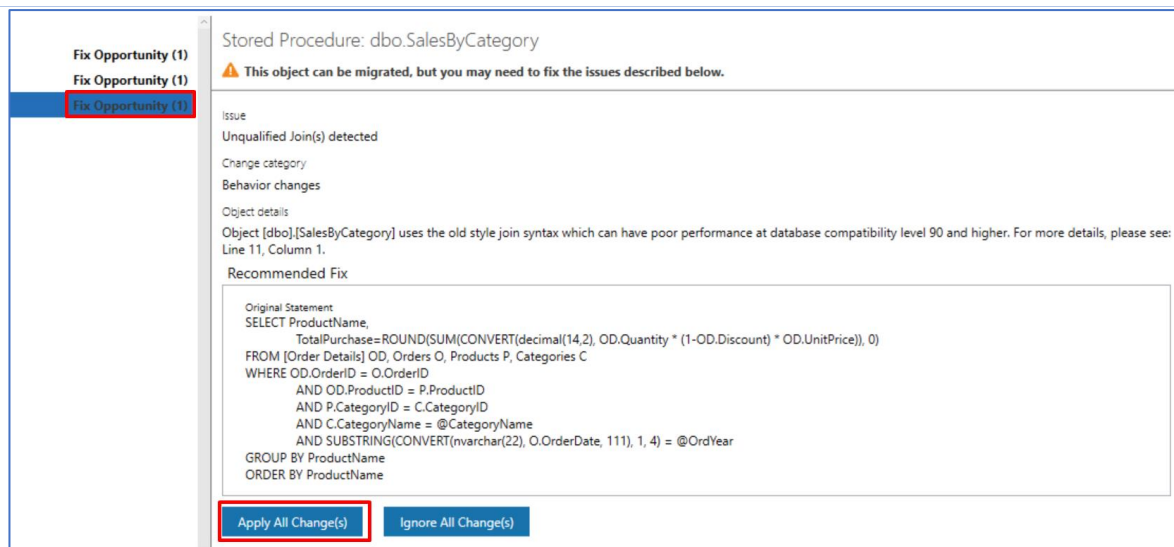 Fix Opportunity (1)
Fix Opportunity (1)
Fix Opportunity (1)
Stored Procedure: dbo.SalesByCategory
This object can be migrated, but you may need to fix the issues described below.
Issue
Unqualified Join(s) detected
Change category
Behavior changes
Object details
Object [dbo].[SalesByCategory] uses the old style join syntax which can have poor performance at database compatibility level 90 and higher. For more details, please see:
Line 11, Column 1.
Recommended Fix
Original Statement
SELECT ProductName,
TotalPurchase=ROUND(SUM(CONVERT(decimal(14,2), OD.Quantity * (1-OD.Discount) * OD.UnitPrice)), 0)
FROM [Order Details] OD, Orders O, Products P, Categories C
WHERE OD.OrderID = O.OrderID
AND OD.ProductID = P.ProductID
AND P.CategoryID = C.CategoryID
AND C.CategoryName = @CategoryName
AND SUBSTRING(CONVERT(nvarchar(22), O.OrderDate, 111), 1, 4) = @OrdYear
GROUP BY ProductName
ORDER BY ProductName
Apply All Change(s)
Ignore All Change(s)